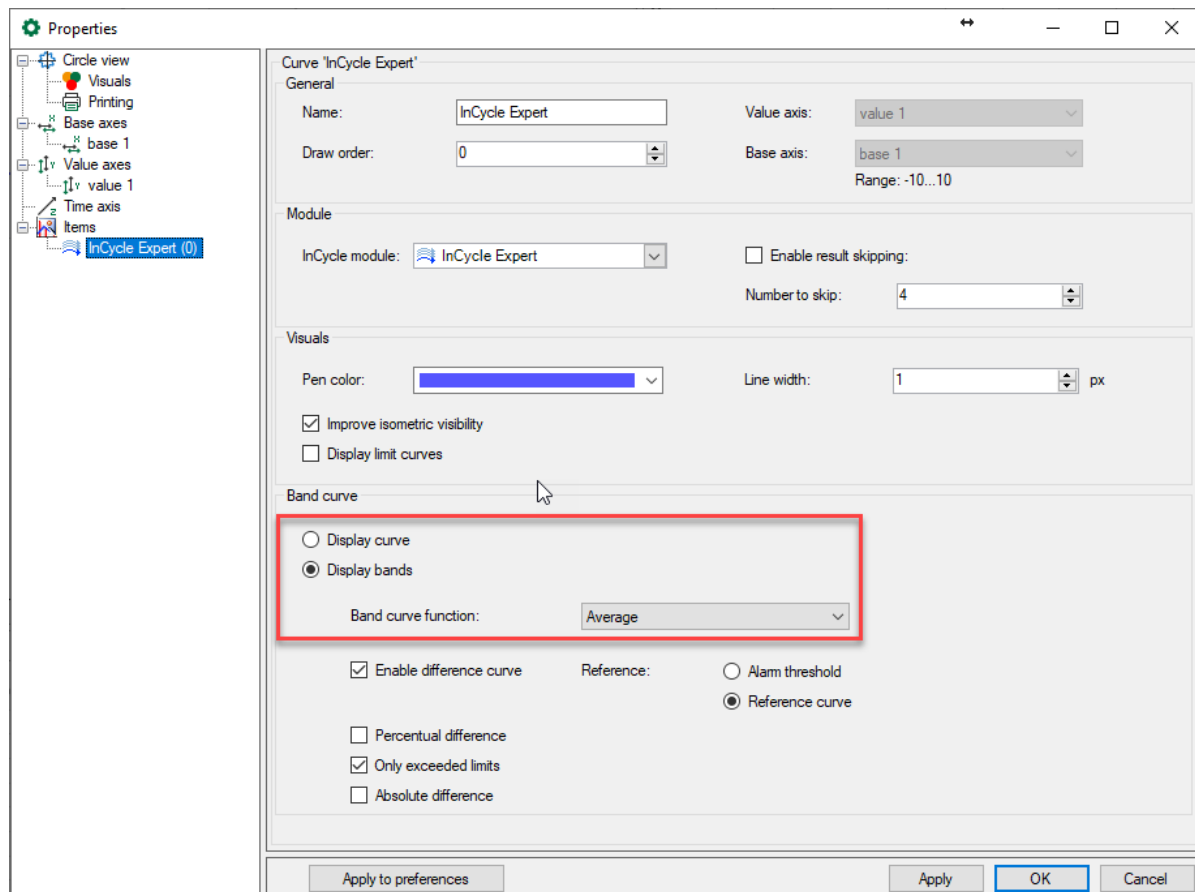 Properties
Circle view
Visuals
Printing
Base axes
base 1
Value axes
value 1
Time axis
Items
InCycle Expert (0)
Curve 'InCycle Expert'
General
Name: InCycle Expert Value axis: value 1
Draw order: 0 Base axis: base 1
Range: -10...10
Module
InCycle module: InCycle Expert Enable result skipping:
Number to skip: 4
Visuals
Pen color: Line width: 1 px
Improve isometric visibility
Display limit curves
Band curve
Display curve
Display bands
Band curve function: Average
Enable difference curve Reference: Alarm threshold
Reference curve
Percentual difference
Only exceeded limits
Absolute difference
Apply to preferences Apply OK Cancel